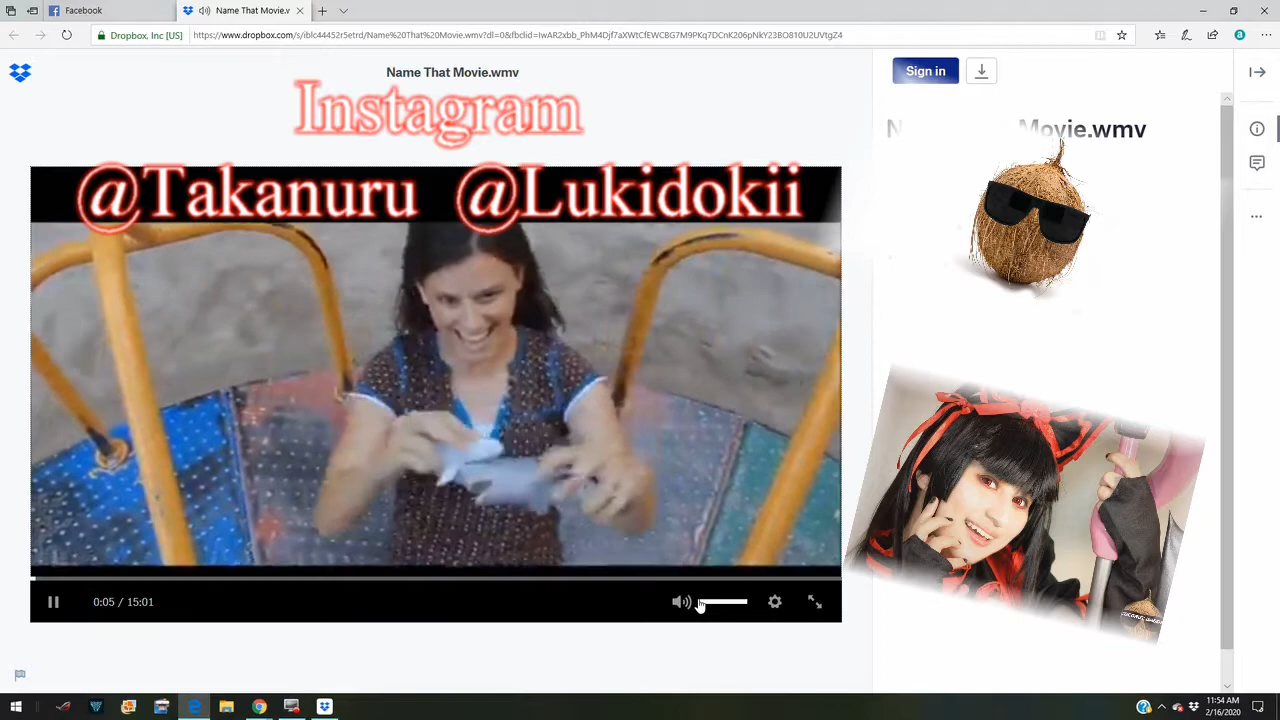 Facebook
Name That Movie.v
Dropbox, Inc [US]
https://www.dropbox.com/s/iblc44452r5etrd/Name%20That%20Movie.wmv?dl=0&fbclid=IwAR2xbb_PhM4Djf7aXWtCfEWCBG7M9PKq7DCnK206pNkY23BO810U2UVtgZ4
Name That Movie.wmv
Sign in
Movie.wmv
Instagram
@Takanuru @Lukidokii
0:05 / 15:01
11:54 AM
2/16/2020